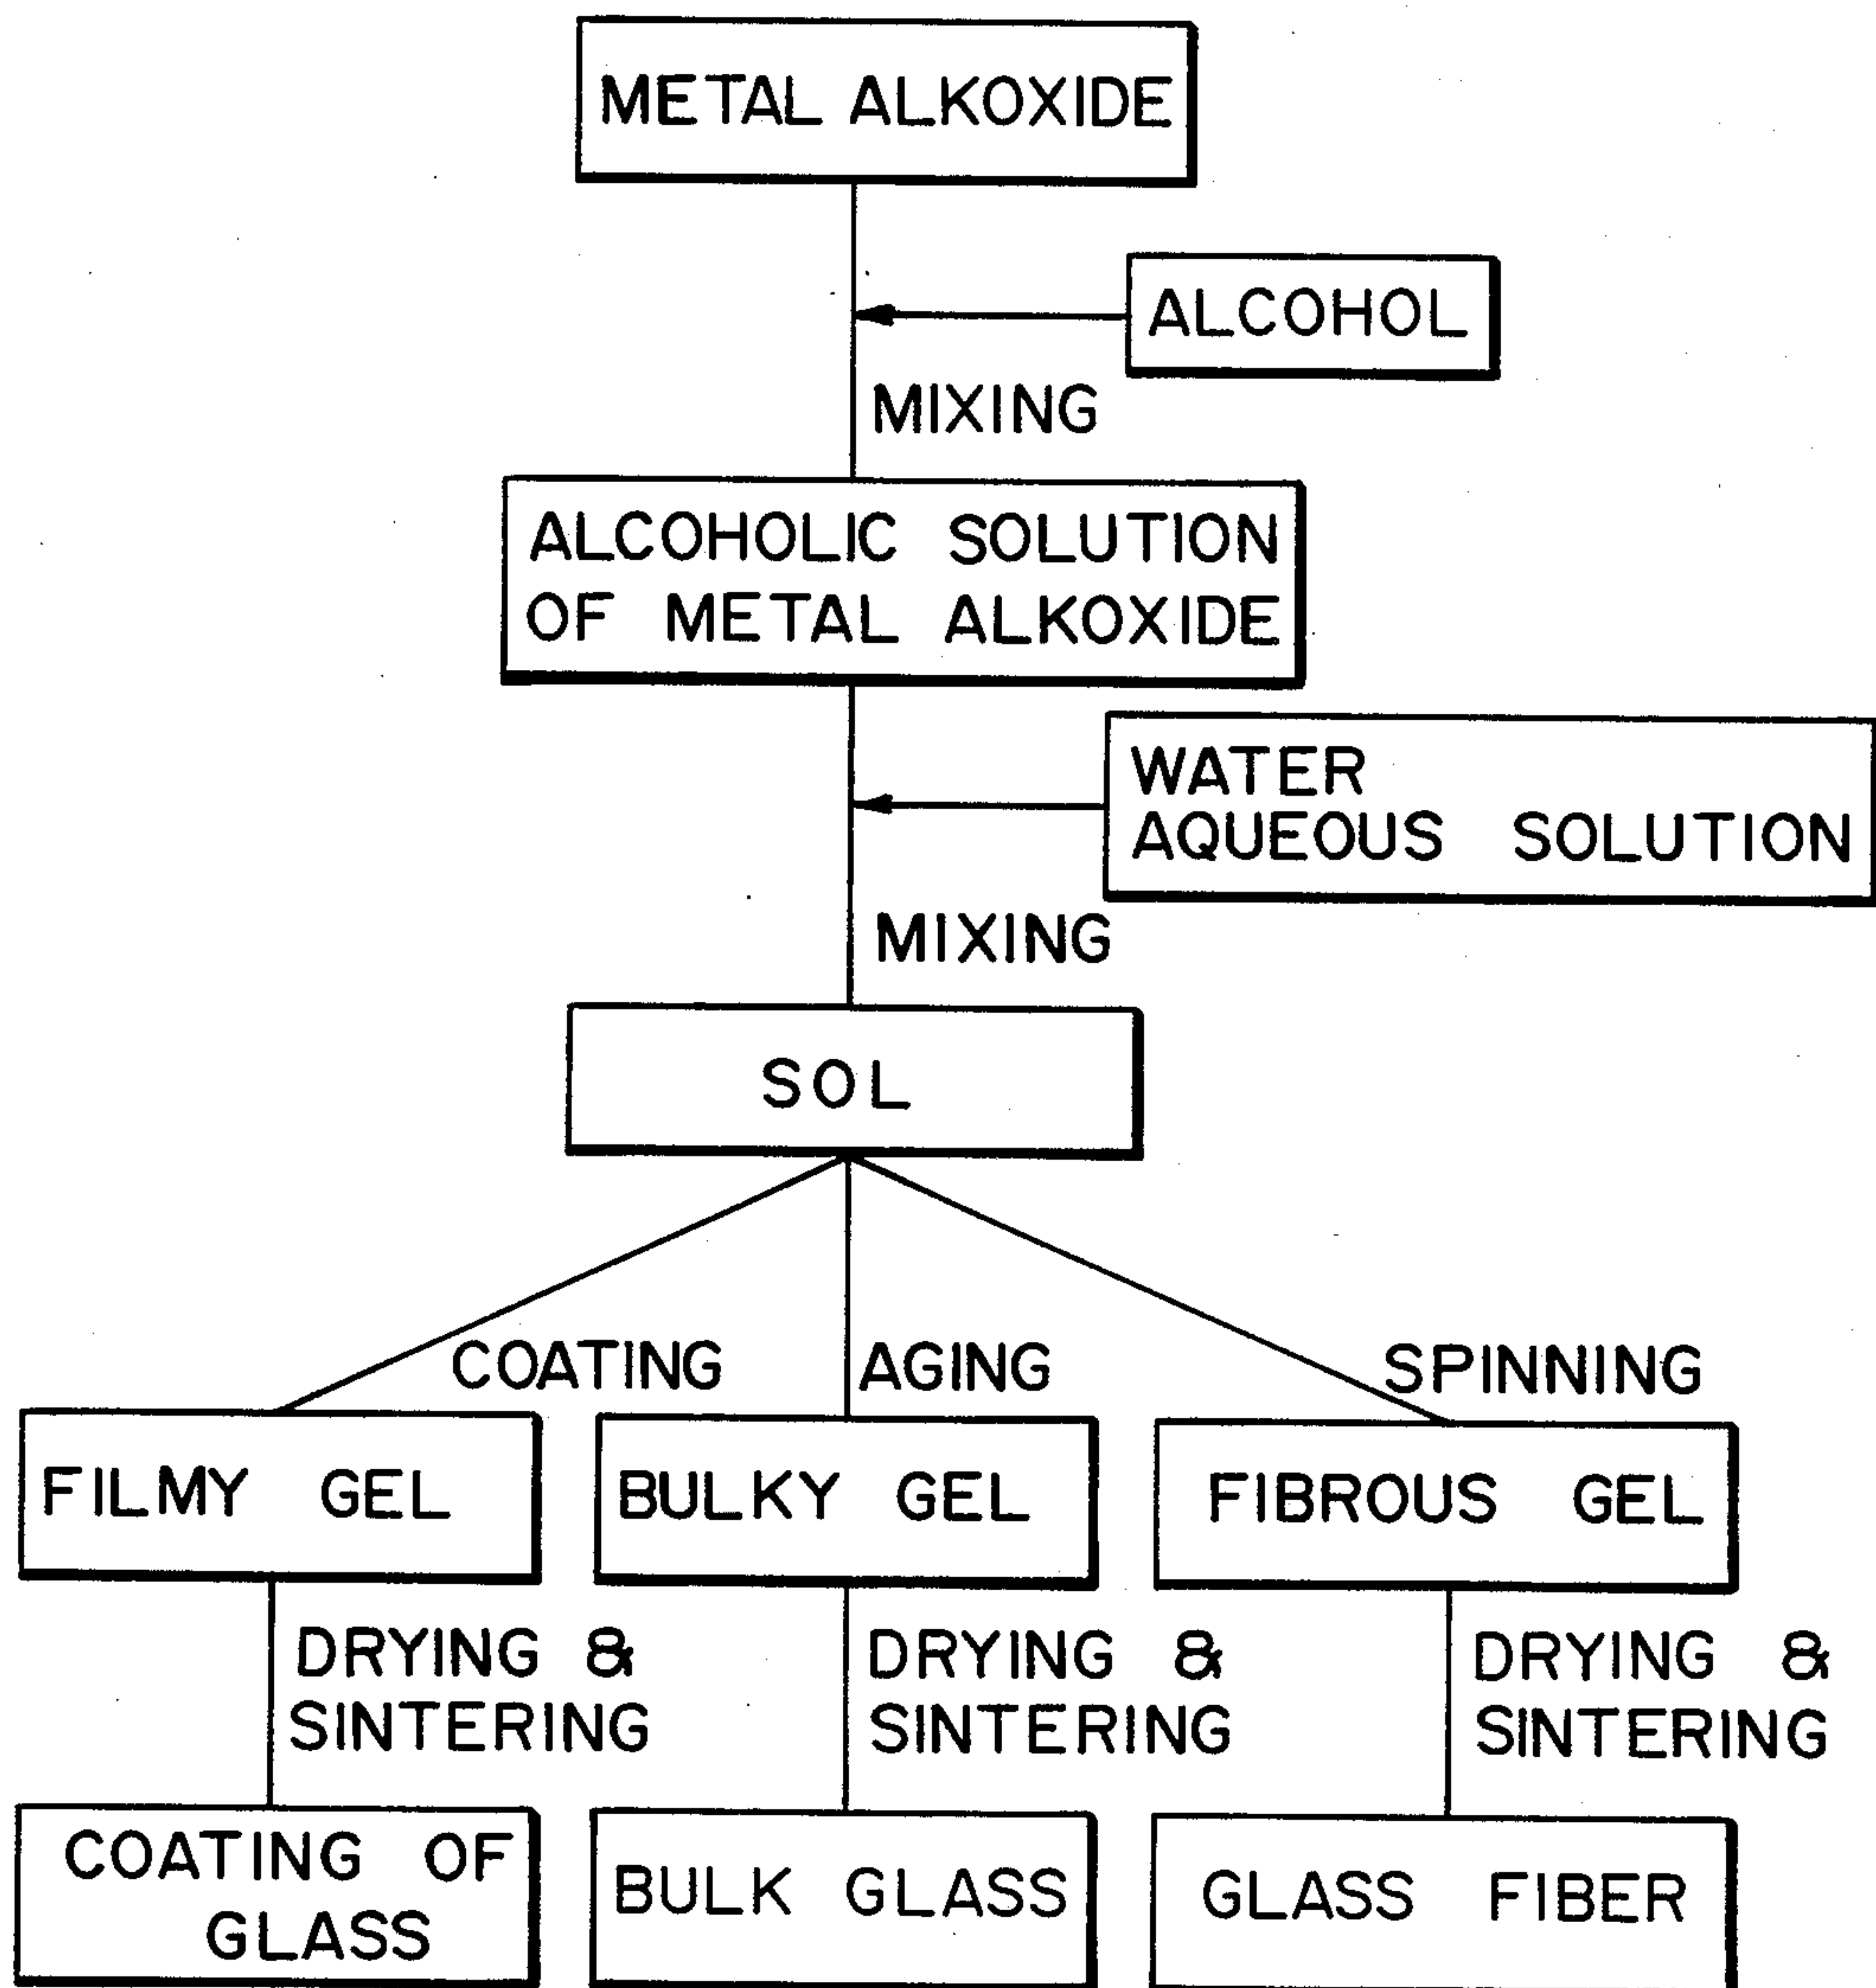 METAL ALKOXIDE
ALCOHOL
MIXING
ALCOHOLIC SOLUTION
OF METAL ALKOXIDE
WATER
AQUEOUS SOLUTION
MIXING
SOL
COATING
AGING
SPINNING
FILMY GEL
BULKY GEL
FIBROUS GEL
DRYING &
SINTERING
DRYING &
SINTERING
DRYING &
SINTERING
COATING OF
GLASS
BULK GLASS
GLASS FIBER